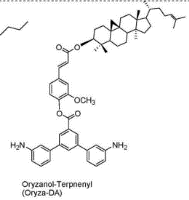 O
O
OCH₃
O
O
H₂N
NH₂
Oryzanol-Terpnenyl
(Oryza-DA)